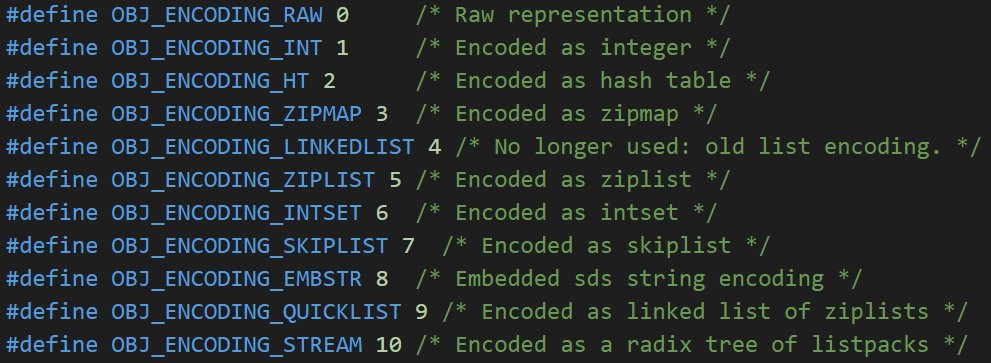 #define OBJ_ENCODING_RAW 0     /* Raw representation */
#define OBJ_ENCODING_INT 1     /* Encoded as integer */
#define OBJ_ENCODING_HT 2      /* Encoded as hash table */
#define OBJ_ENCODING_ZIPMAP 3  /* Encoded as zipmap */
#define OBJ_ENCODING_LINKEDLIST 4 /* No longer used: old list encoding. */
#define OBJ_ENCODING_ZIPLIST 5 /* Encoded as ziplist */
#define OBJ_ENCODING_INTSET 6  /* Encoded as intset */
#define OBJ_ENCODING_SKIPLIST 7  /* Encoded as skiplist */
#define OBJ_ENCODING_EMBSTR 8  /* Embedded sds string encoding */
#define OBJ_ENCODING_QUICKLIST 9 /* Encoded as linked list of ziplists */
#define OBJ_ENCODING_STREAM 10 /* Encoded as a radix tree of listpacks */